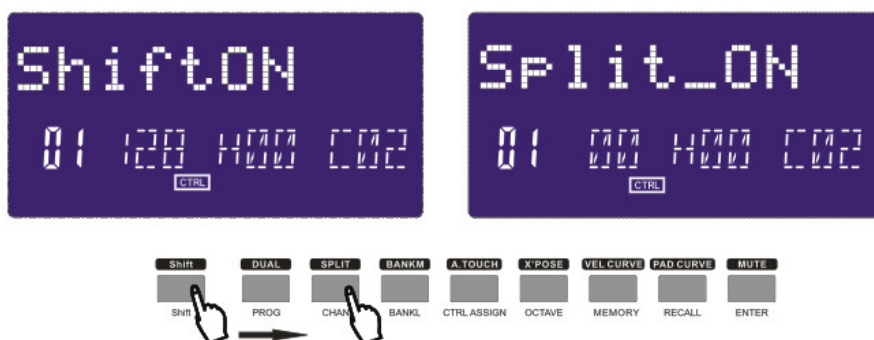 ShiftON
01 128 H00 C02
CTRL
Split_ON
01 00 H00 C02
CTRL
Shift DUAL SPLIT BANKM A.TOUCH X'POSE VEL CURVE PAD CURVE MUTE
Shift PROG CHAN BANKL CTRL ASSIGN OCTAVE MEMORY RECALL ENTER